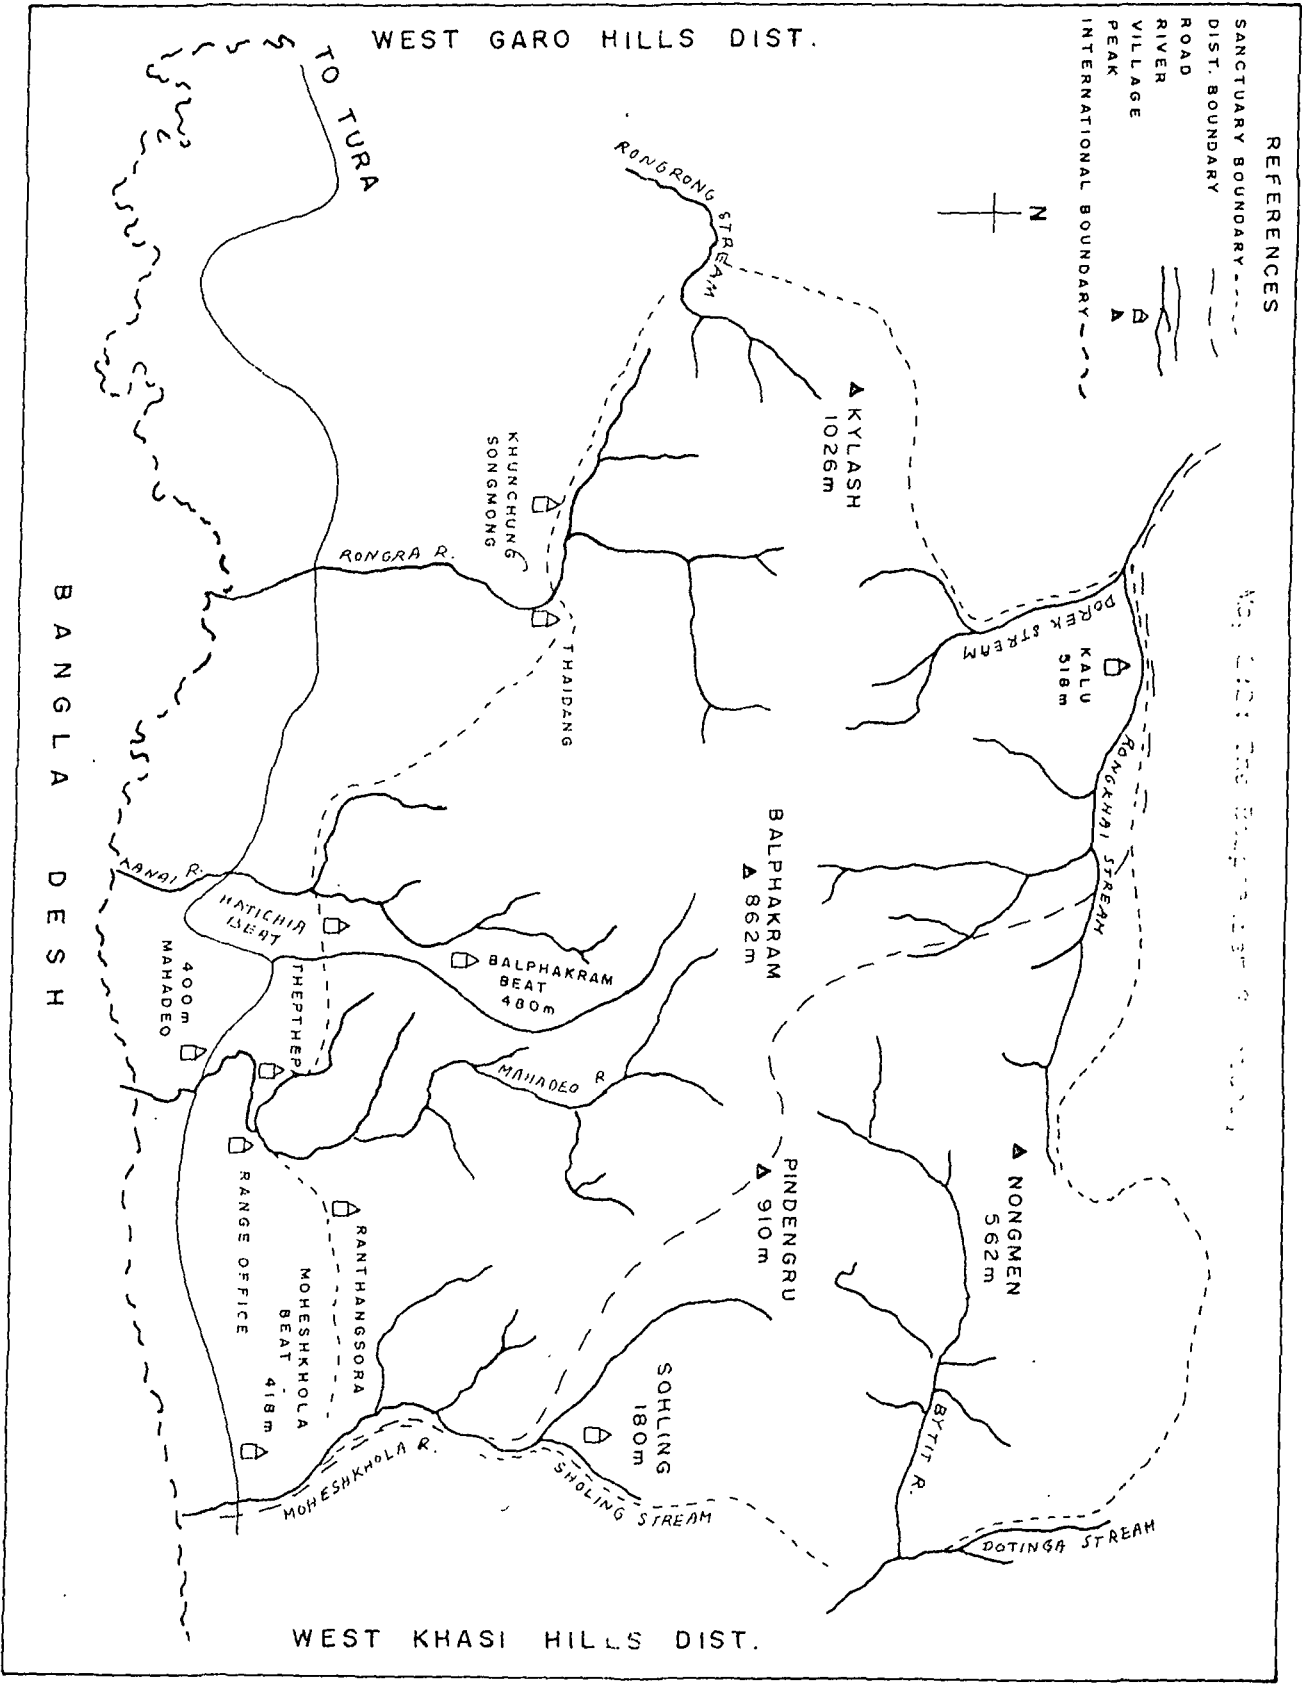 REFERENCES
SANCTUARY BOUNDARY
DIST. BOUNDARY
ROAD
RIVER
VILLAGE
PEAK
INTERNATIONAL BOUNDARY
N
WEST GARO HILLS DIST.
TO TURA
RONGRONG STREAM
KYLASH
1026m
KHUNCHUNG
SONGMONG
RONGRA R.
THAIDANG
DOREK STREAM
KALU
518m
RONGKHAI STREAM
BALPHAKRAM
862m
KANAI R.
HATICHIA
BEAT
BALPHAKRAM
BEAT
480m
THEPTHEP
400m
MAHADEO
MAHADEO R
NONGMEN
562m
PINDENGRU
910m
RANGE OFFICE
RANTHANGSORA
MOHESHKHOLA
BEAT
418m
SOHLING
180m
BYTIT R.
MOHESHKHOLA R.
SHOLING STREAM
DOTINGA STREAM
BANGLA DESH
WEST KHASI HILLS DIST.